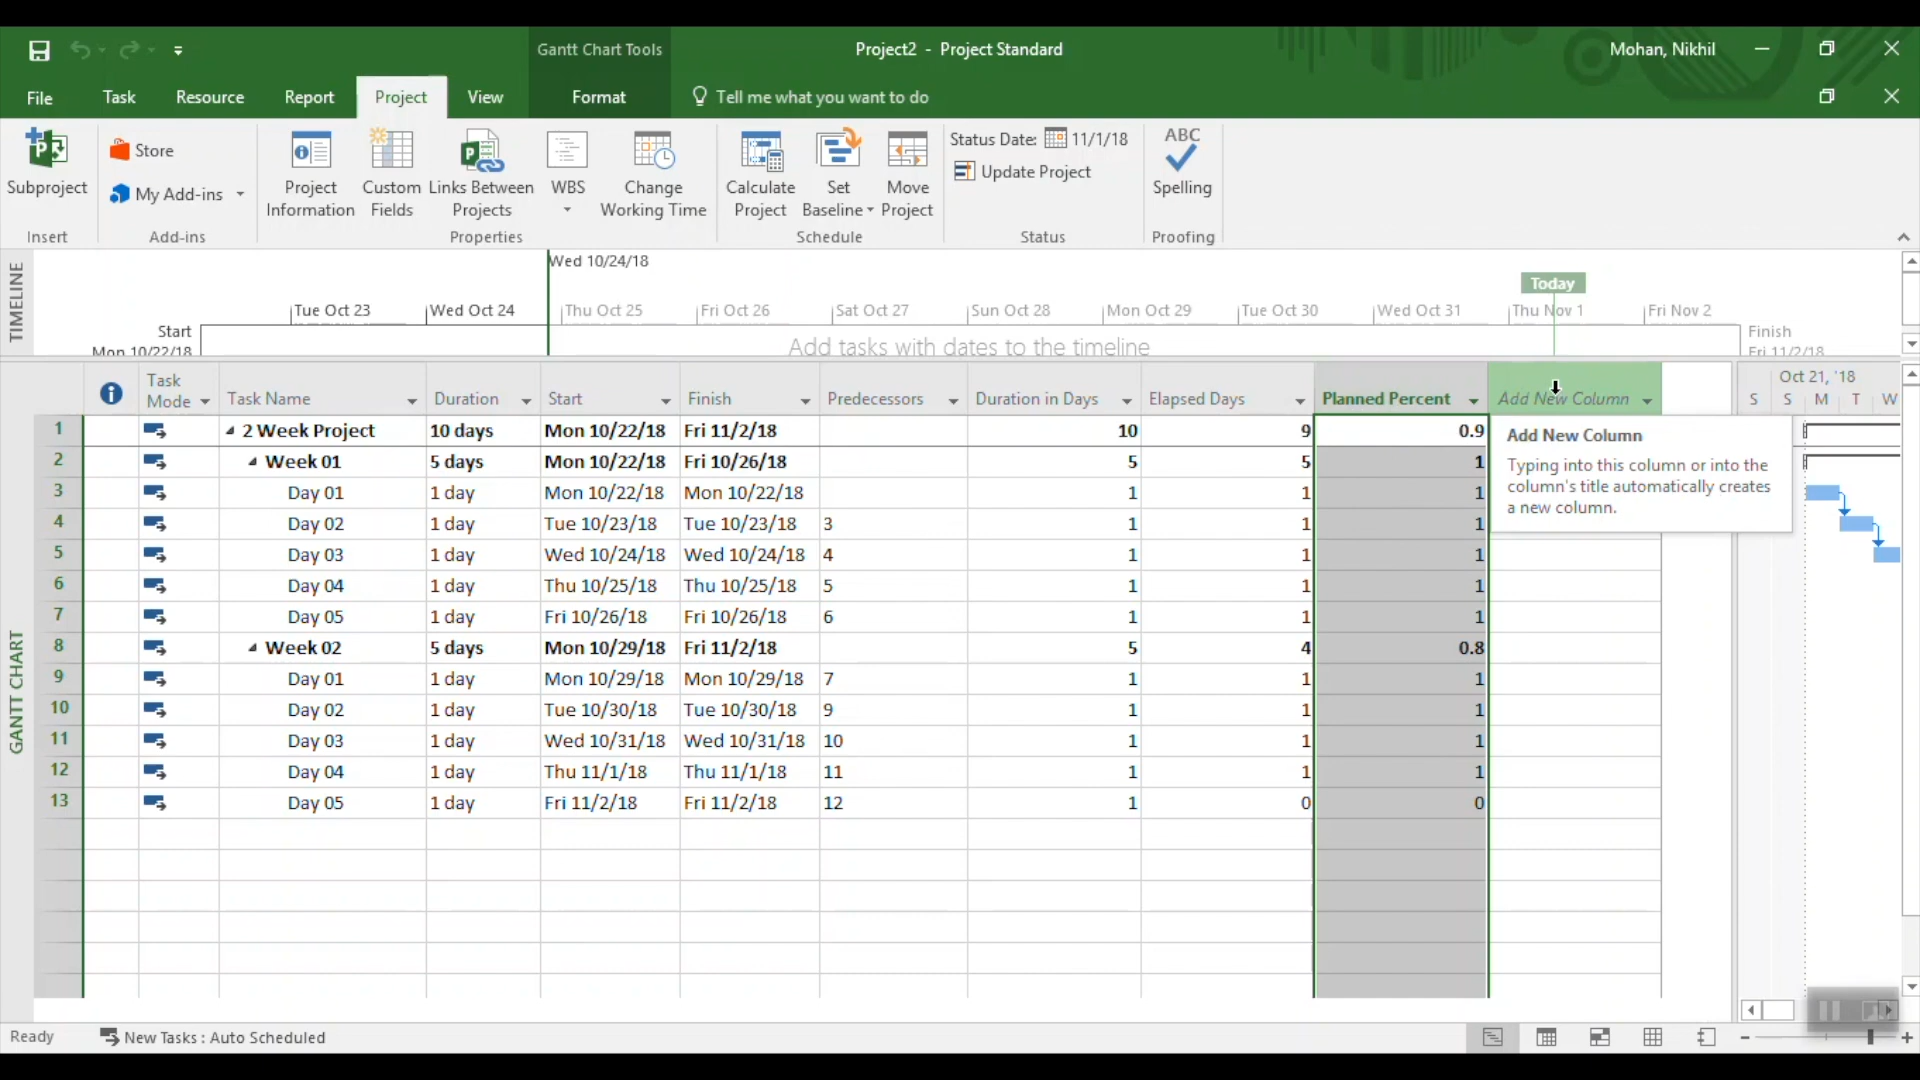 Gantt Chart Tools
Project2 - Project Standard
Mohan, Nikhil
File Task Resource Report Project View Format Tell me what you want to do
Subproject
Insert
Store
My Add-ins
Add-ins
Project Information
Custom Fields
Links Between Projects
WBS
Change Working Time
Properties
Calculate Project
Set Baseline
Move Project
Schedule
Status Date: 11/1/18
Update Project
Status
ABC
Spelling
Proofing
TIMELINE
Wed 10/24/18
Today
Tue Oct 23 Wed Oct 24 Thu Oct 25 Fri Oct 26 Sat Oct 27 Sun Oct 28 Mon Oct 29 Tue Oct 30 Wed Oct 31 Thu Nov 1 Fri Nov 2
Start
Mon 10/22/18
Add tasks with dates to the timeline
Finish
Fri 11/2/18
GANTT CHART
Task Mode Task Name Duration Start Finish Predecessors Duration in Days Elapsed Days Planned Percent Add New Column
Oct 21, '18
S S M T W
1 2 Week Project 10 days Mon 10/22/18 Fri 11/2/18 10 9 0.9
2 Week 01 5 days Mon 10/22/18 Fri 10/26/18 5 5 1
3 Day 01 1 day Mon 10/22/18 Mon 10/22/18 1 1 1
4 Day 02 1 day Tue 10/23/18 Tue 10/23/18 3 1 1 1
5 Day 03 1 day Wed 10/24/18 Wed 10/24/18 4 1 1 1
6 Day 04 1 day Thu 10/25/18 Thu 10/25/18 5 1 1 1
7 Day 05 1 day Fri 10/26/18 Fri 10/26/18 6 1 1 1
8 Week 02 5 days Mon 10/29/18 Fri 11/2/18 5 4 0.8
9 Day 01 1 day Mon 10/29/18 Mon 10/29/18 7 1 1 1
10 Day 02 1 day Tue 10/30/18 Tue 10/30/18 9 1 1 1
11 Day 03 1 day Wed 10/31/18 Wed 10/31/18 10 1 1 1
12 Day 04 1 day Thu 11/1/18 Thu 11/1/18 11 1 1 1
13 Day 05 1 day Fri 11/2/18 Fri 11/2/18 12 1 0 0
Add New Column
Typing into this column or into the
column's title automatically creates
a new column.
Ready New Tasks : Auto Scheduled